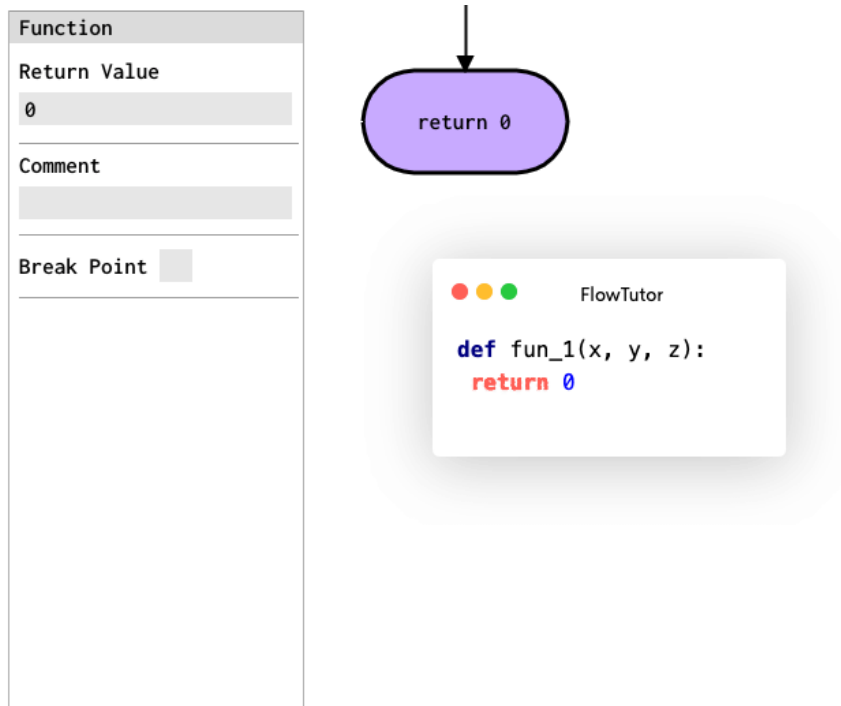 Function
Return Value
0
Comment
Break Point
return 0
FlowTutor
def fun_1(x, y, z):
return 0